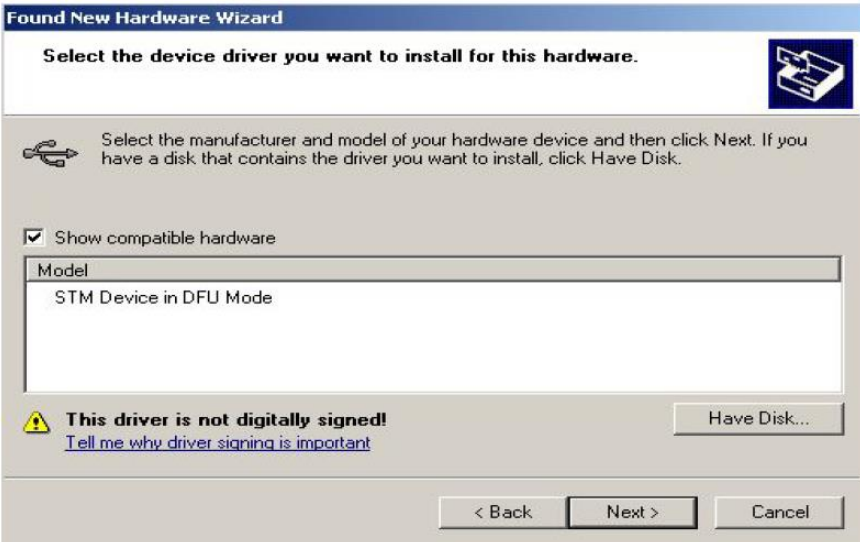 Found New Hardware Wizard
Select the device driver you want to install for this hardware.
Select the manufacturer and model of your hardware device and then click Next. If you
have a disk that contains the driver you want to install, click Have Disk.
Show compatible hardware
Model
STM Device in DFU Mode
This driver is not digitally signed!
Have Disk...
Tell me why driver signing is important
< Back
Next >
Cancel